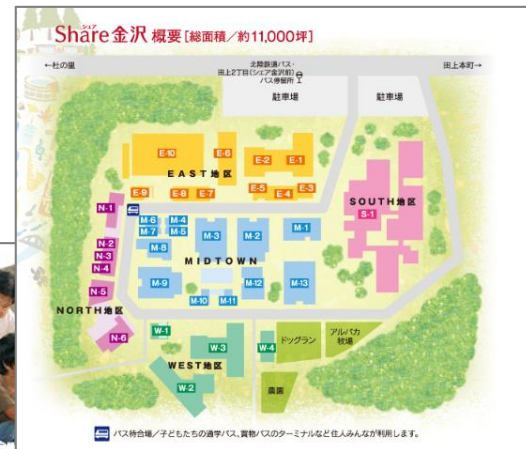 シェア
Share金沢 概要 [総面積／約11,000坪]
←杜の里
北陸鉄道バス・
田上2丁目(シェア金沢前)
バス停留所
田上本町→
駐車場
駐車場
E-10
E-6
E-2
E-1
EAST地区
E-9
E-8
E-7
E-5
E-4
E-3
SOUTH地区
S-1
N-1
N-2
N-3
N-4
N-5
NORTH地区
N-6
M-6
M-4
M-7
M-5
M-3
M-2
M-1
M-8
MIDTOWN
M-9
M-10
M-11
M-12
M-13
W-1
W-3
W-4
WEST地区
W-2
ドッグラン
アルパカ
牧場
農園
バス待合場／子どもたちの通学バス、買物バスのターミナルなど住人みんなが利用します。